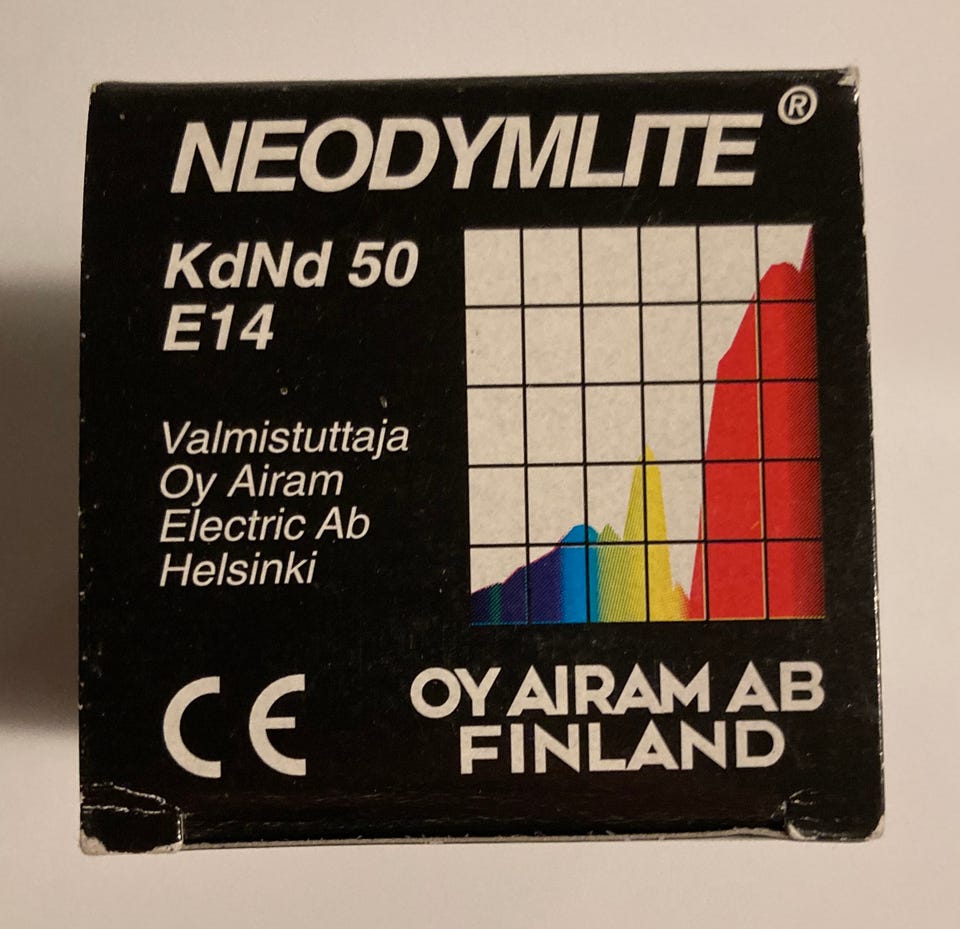 NEODYMLITE ®
KdNd 50
E14
Valmistuttaja
Oy Airam
Electric Ab
Helsinki
CE
OY AIRAM AB
FINLAND